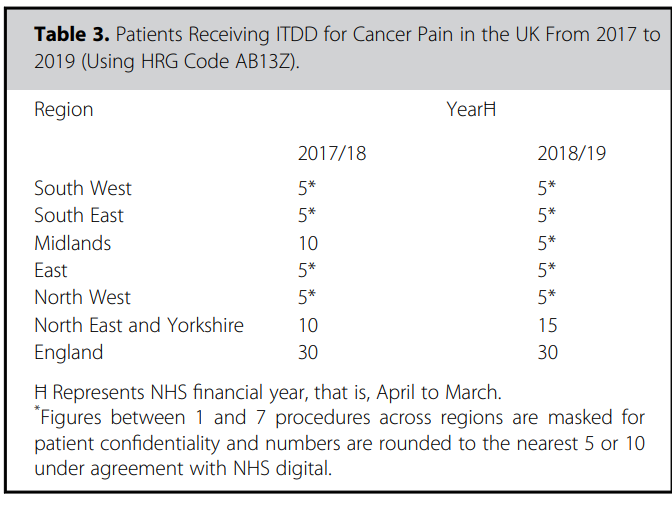 Table 3. Patients Receiving ITDD for Cancer Pain in the UK From 2017 to
2019 (Using HRG Code AB13Z).
Region YearĦ
2017/18 2018/19
South West 5* 5*
South East 5* 5*
Midlands 10 5*
East 5* 5*
North West 5* 5*
North East and Yorkshire 10 15
England 30 30
Ħ Represents NHS financial year, that is, April to March.
*Figures between 1 and 7 procedures across regions are masked for
patient confidentiality and numbers are rounded to the nearest 5 or 10
under agreement with NHS digital.